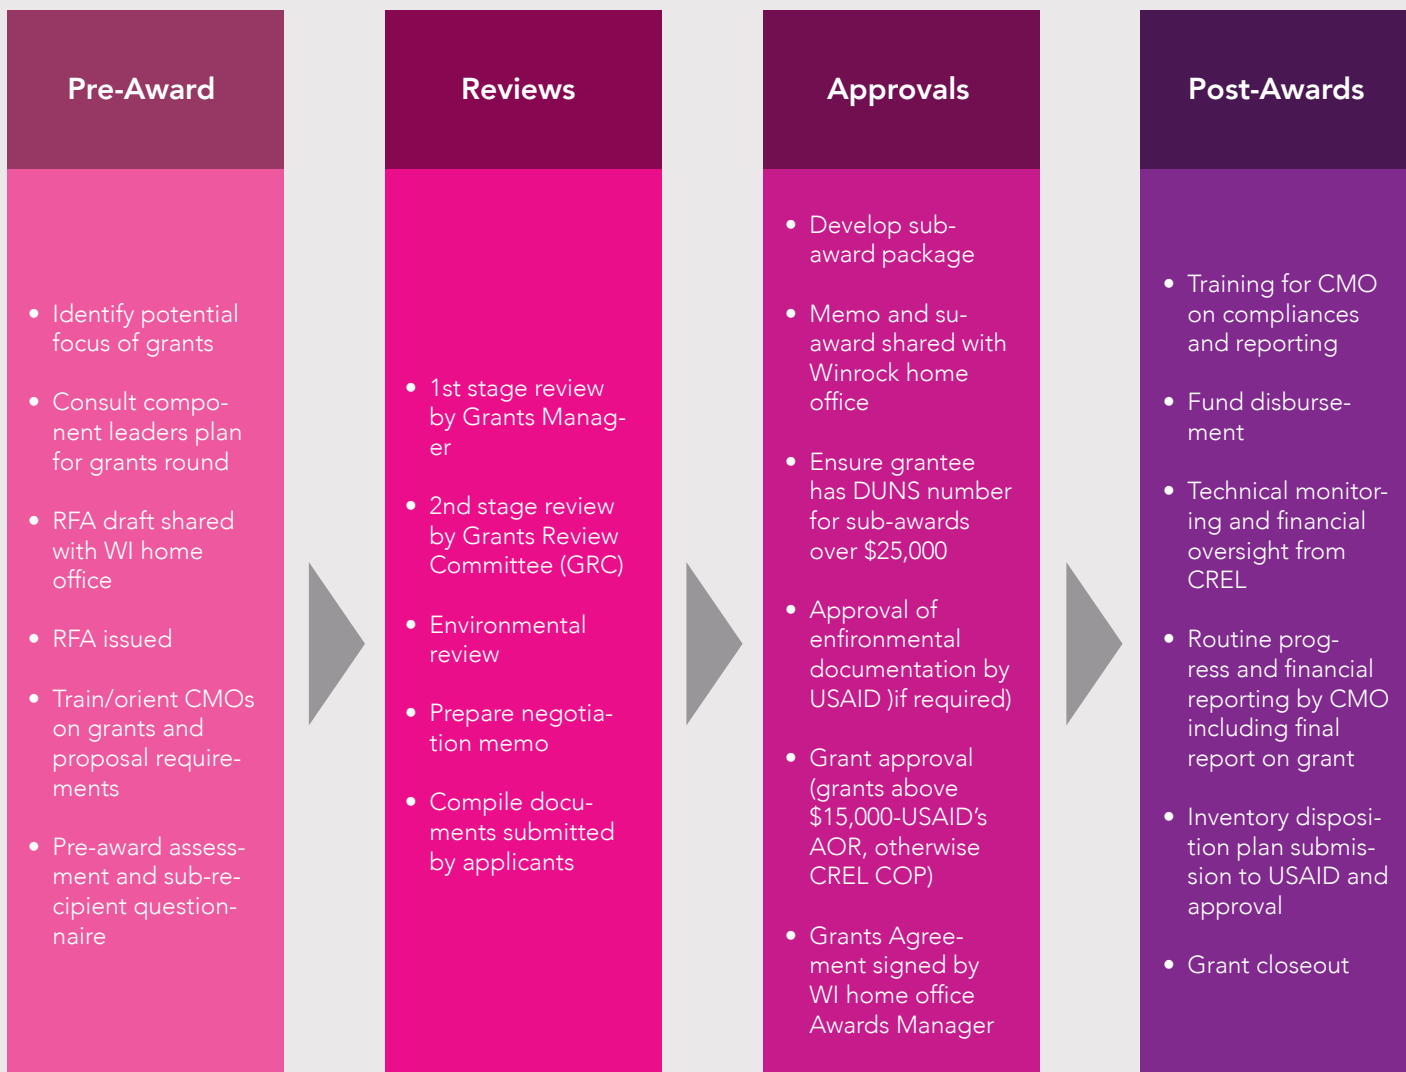 Pre-Award
• Identify potential
focus of grants
• Consult compo-
nent leaders plan
for grants round
• RFA draft shared
with WI home
office
• RFA issued
• Train/orient CMOs
on grants and
proposal require-
ments
• Pre-award assess-
ment and sub-re-
cipient question-
naire
Reviews
• 1st stage review
by Grants Manag-
er
• 2nd stage review
by Grants Review
Committee (GRC)
• Environmental
review
• Prepare negotia-
tion memo
• Compile docu-
ments submitted
by applicants
Approvals
• Develop sub-
award package
• Memo and su-
award shared with
Winrock home
office
• Ensure grantee
has DUNS number
for sub-awards
over $25,000
• Approval of
enfironmental
documentation by
USAID )if required)
• Grant approval
(grants above
$15,000-USAID’s
AOR, otherwise
CREL COP)
• Grants Agree-
ment signed by
WI home office
Awards Manager
Post-Awards
• Training for CMO
on compliances
and reporting
• Fund disburse-
ment
• Technical monitor-
ing and financial
oversight from
CREL
• Routine prog-
ress and financial
reporting by CMO
including final
report on grant
• Inventory disposi-
tion plan submis-
sion to USAID and
approval
• Grant closeout